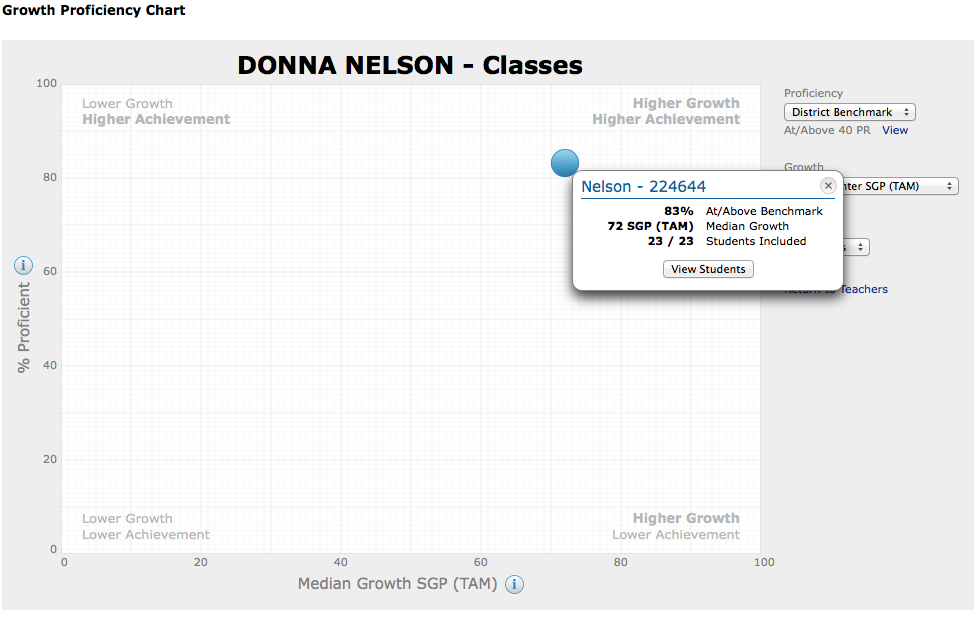 Growth Proficiency Chart
DONNA NELSON - Classes
100
80
60
40
20
0
% Proficient
i
Lower Growth
Higher Achievement
Higher Growth
Higher Achievement
Lower Growth
Lower Achievement
Higher Growth
Lower Achievement
0 20 40 60 80 100
Median Growth SGP (TAM) i
Nelson - 224644
83% At/Above Benchmark
72 SGP (TAM) Median Growth
23 / 23 Students Included
View Students
Proficiency
District Benchmark
At/Above 40 PR View
Growth
SGP (TAM)
Return to Teachers